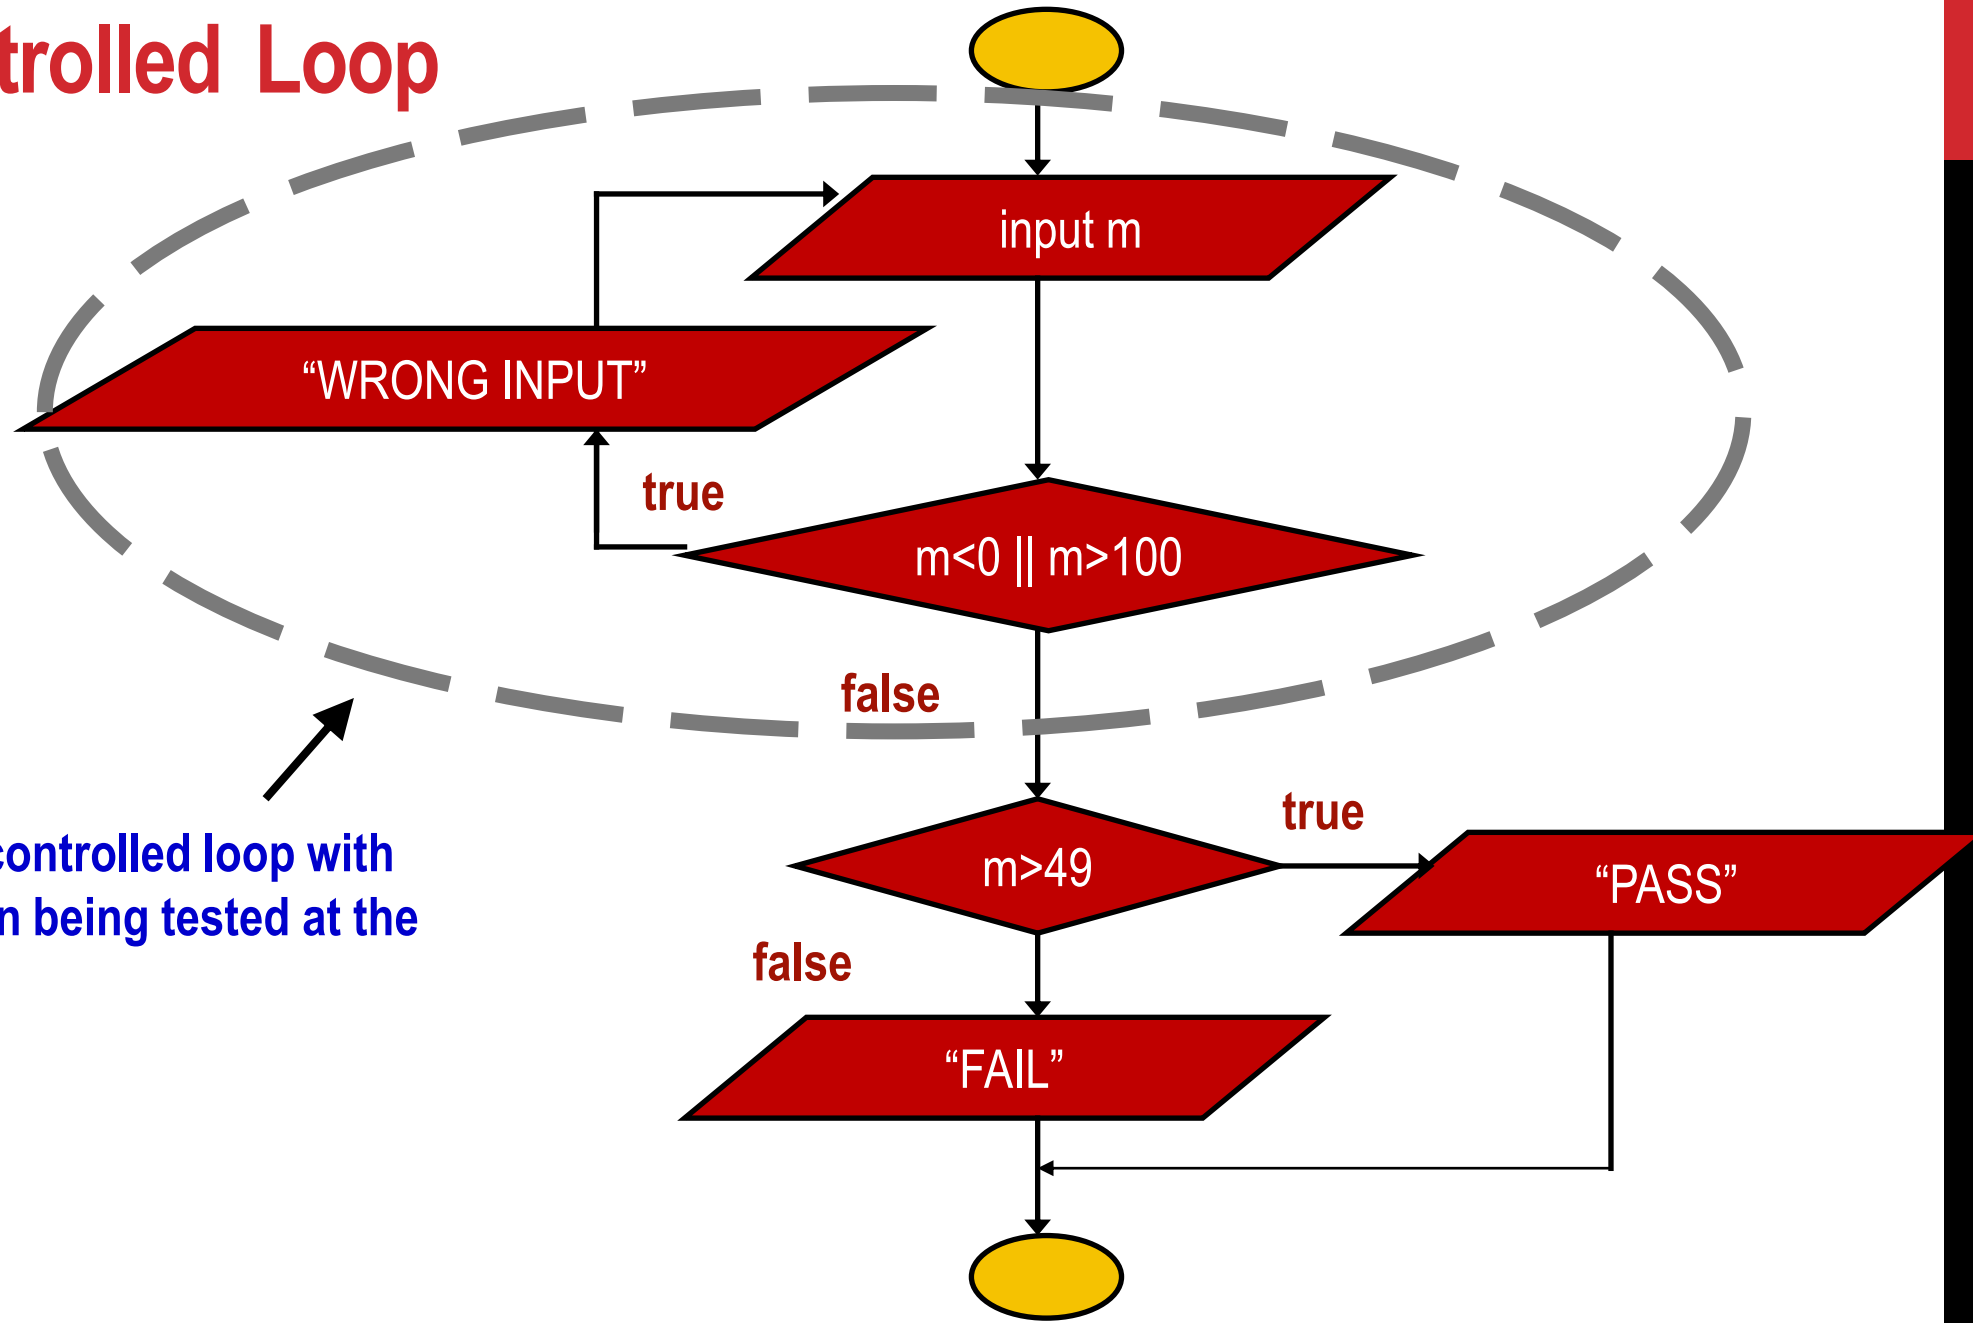 trolled Loop
input m
“WRONG INPUT”
true
m<0 || m>100
false
true
controlled loop with
m>49
“PASS”
n being tested at the
false
“FAIL”